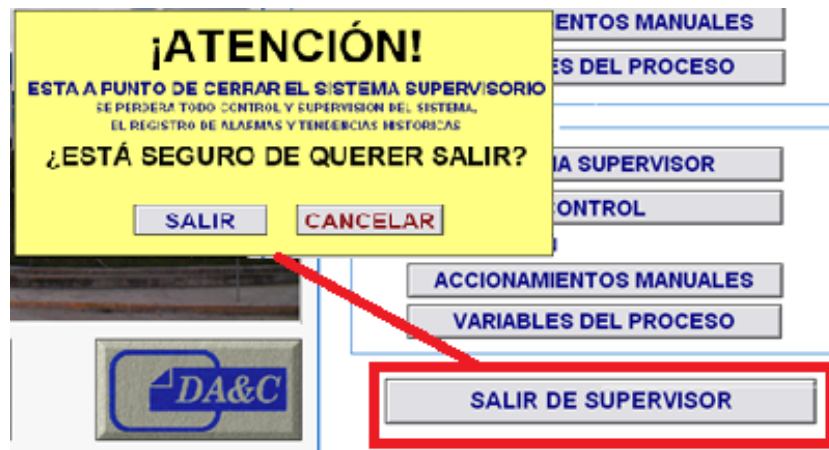 ¡ATENCIÓN!
ESTA A PUNTO DE CERRAR EL SISTEMA SUPERVISORIO
SE PERDERA TODO CONTROL Y SUPERVISION DEL SISTEMA,
EL REGISTRO DE ALARMAS Y TENDENCIAS HISTORICAS
¿ESTÁ SEGURO DE QUERER SALIR?
SALIR CANCELAR
ENTOS MANUALES
ES DEL PROCESO
A SUPERVISOR
ONTROL
ACCIONAMIENTOS MANUALES
VARIABLES DEL PROCESO
SALIR DE SUPERVISOR
DA&C